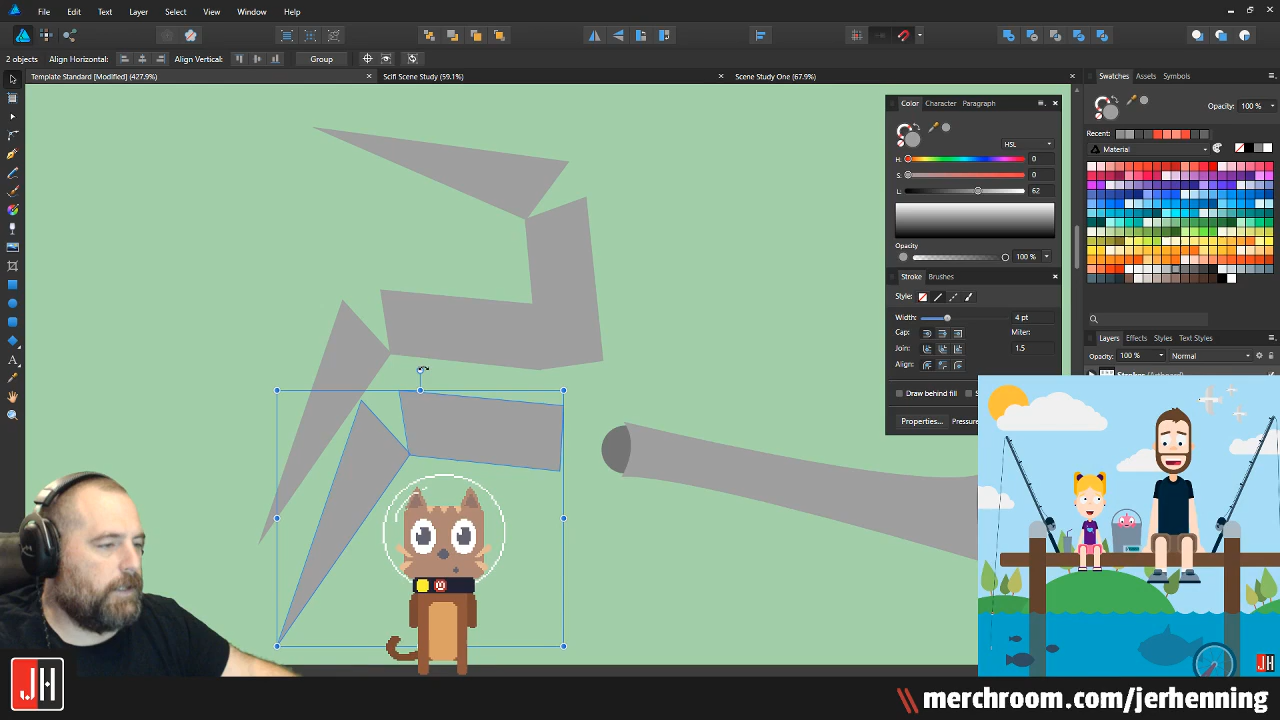 File Edit Text Layer Select View Window Help
2 objects Align Horizontal: Align Vertical: Group
Template Standard [Modified] (427.9%) × Scifi Scene Study (59.1%) × Scene Study One (67.9%) ×
Color Character Paragraph
HSL
H: 0
S: 0
L: 62
Opacity
100 %
Stroke Brushes
Style:
Width: 4 pt
Cap: Miter:
Join: 1.5
Align:
Draw behind fill
Properties... Pressure
Swatches Assets Symbols
Opacity: 100 %
Recent:
Material
Layers Effects Styles Text Styles
Opacity: 100 % Normal
JH
JH
\\ merchroom.com/jerhenning